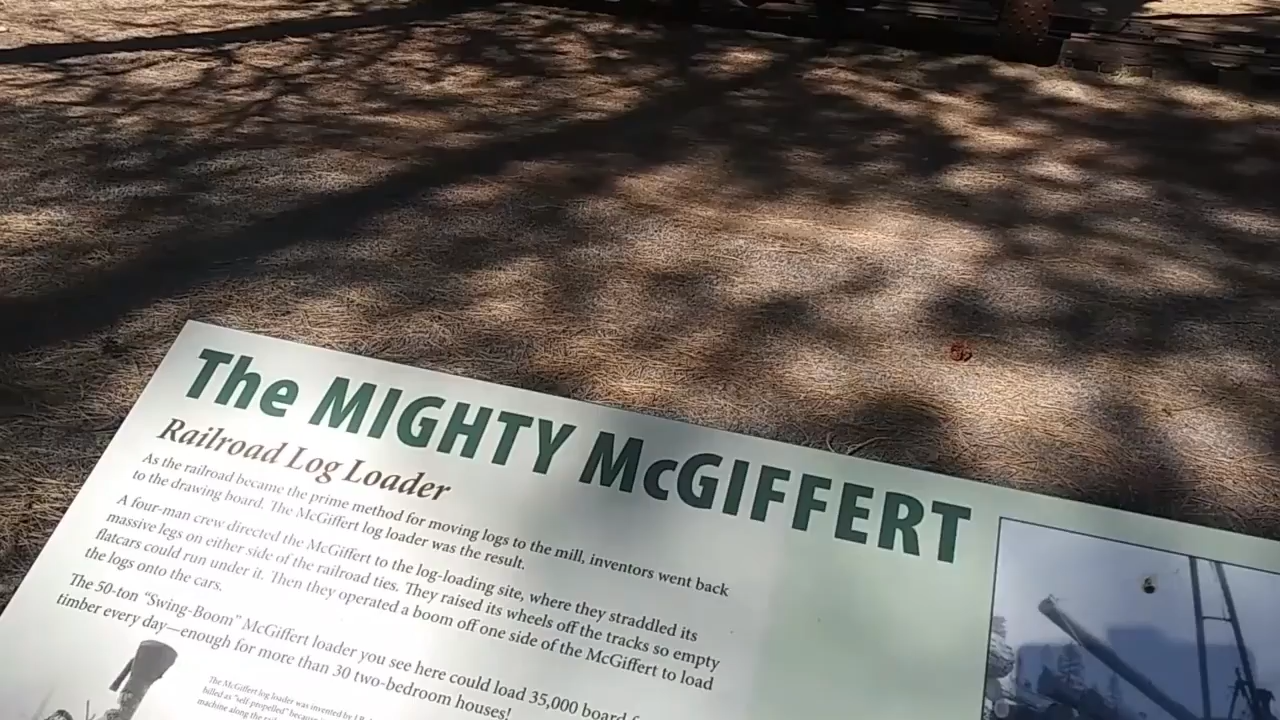 The MIGHTY McGIFFERT
Railroad Log Loader
As the railroad became the prime method for moving logs to the mill, inventors went back
to the drawing board. The McGiffert log loader was the result.
A four-man crew directed the McGiffert to the log-loading site, where they straddled its
massive legs on either side of the railroad ties. They raised its wheels off the tracks so empty
flatcars could run under it. Then they operated a boom off one side of the McGiffert to load
the logs onto the cars.
The 50-ton “Swing-Boom” McGiffert loader you see here could load 35,000 board
timber every day—enough for more than 30 two-bedroom houses!
The McGiffert log loader was invented by
billed as "self-propelled" because
machine along the